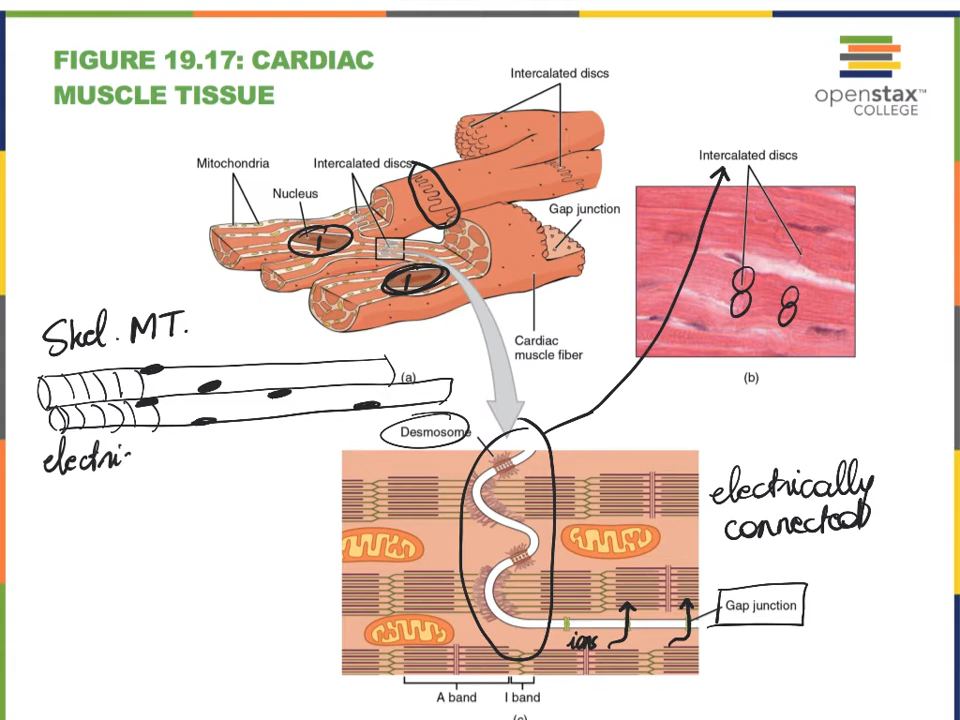 FIGURE 19.17: CARDIAC
MUSCLE TISSUE
openstax™
COLLEGE
Intercalated discs
Mitochondria
Intercalated discs
Nucleus
Gap junction
Intercalated discs
Cardiac
muscle fiber
(a)
(b)
Skel. MT.
electri-
Desmosome
electrically
connected
Gap junction
ions
A band
I band
(c)